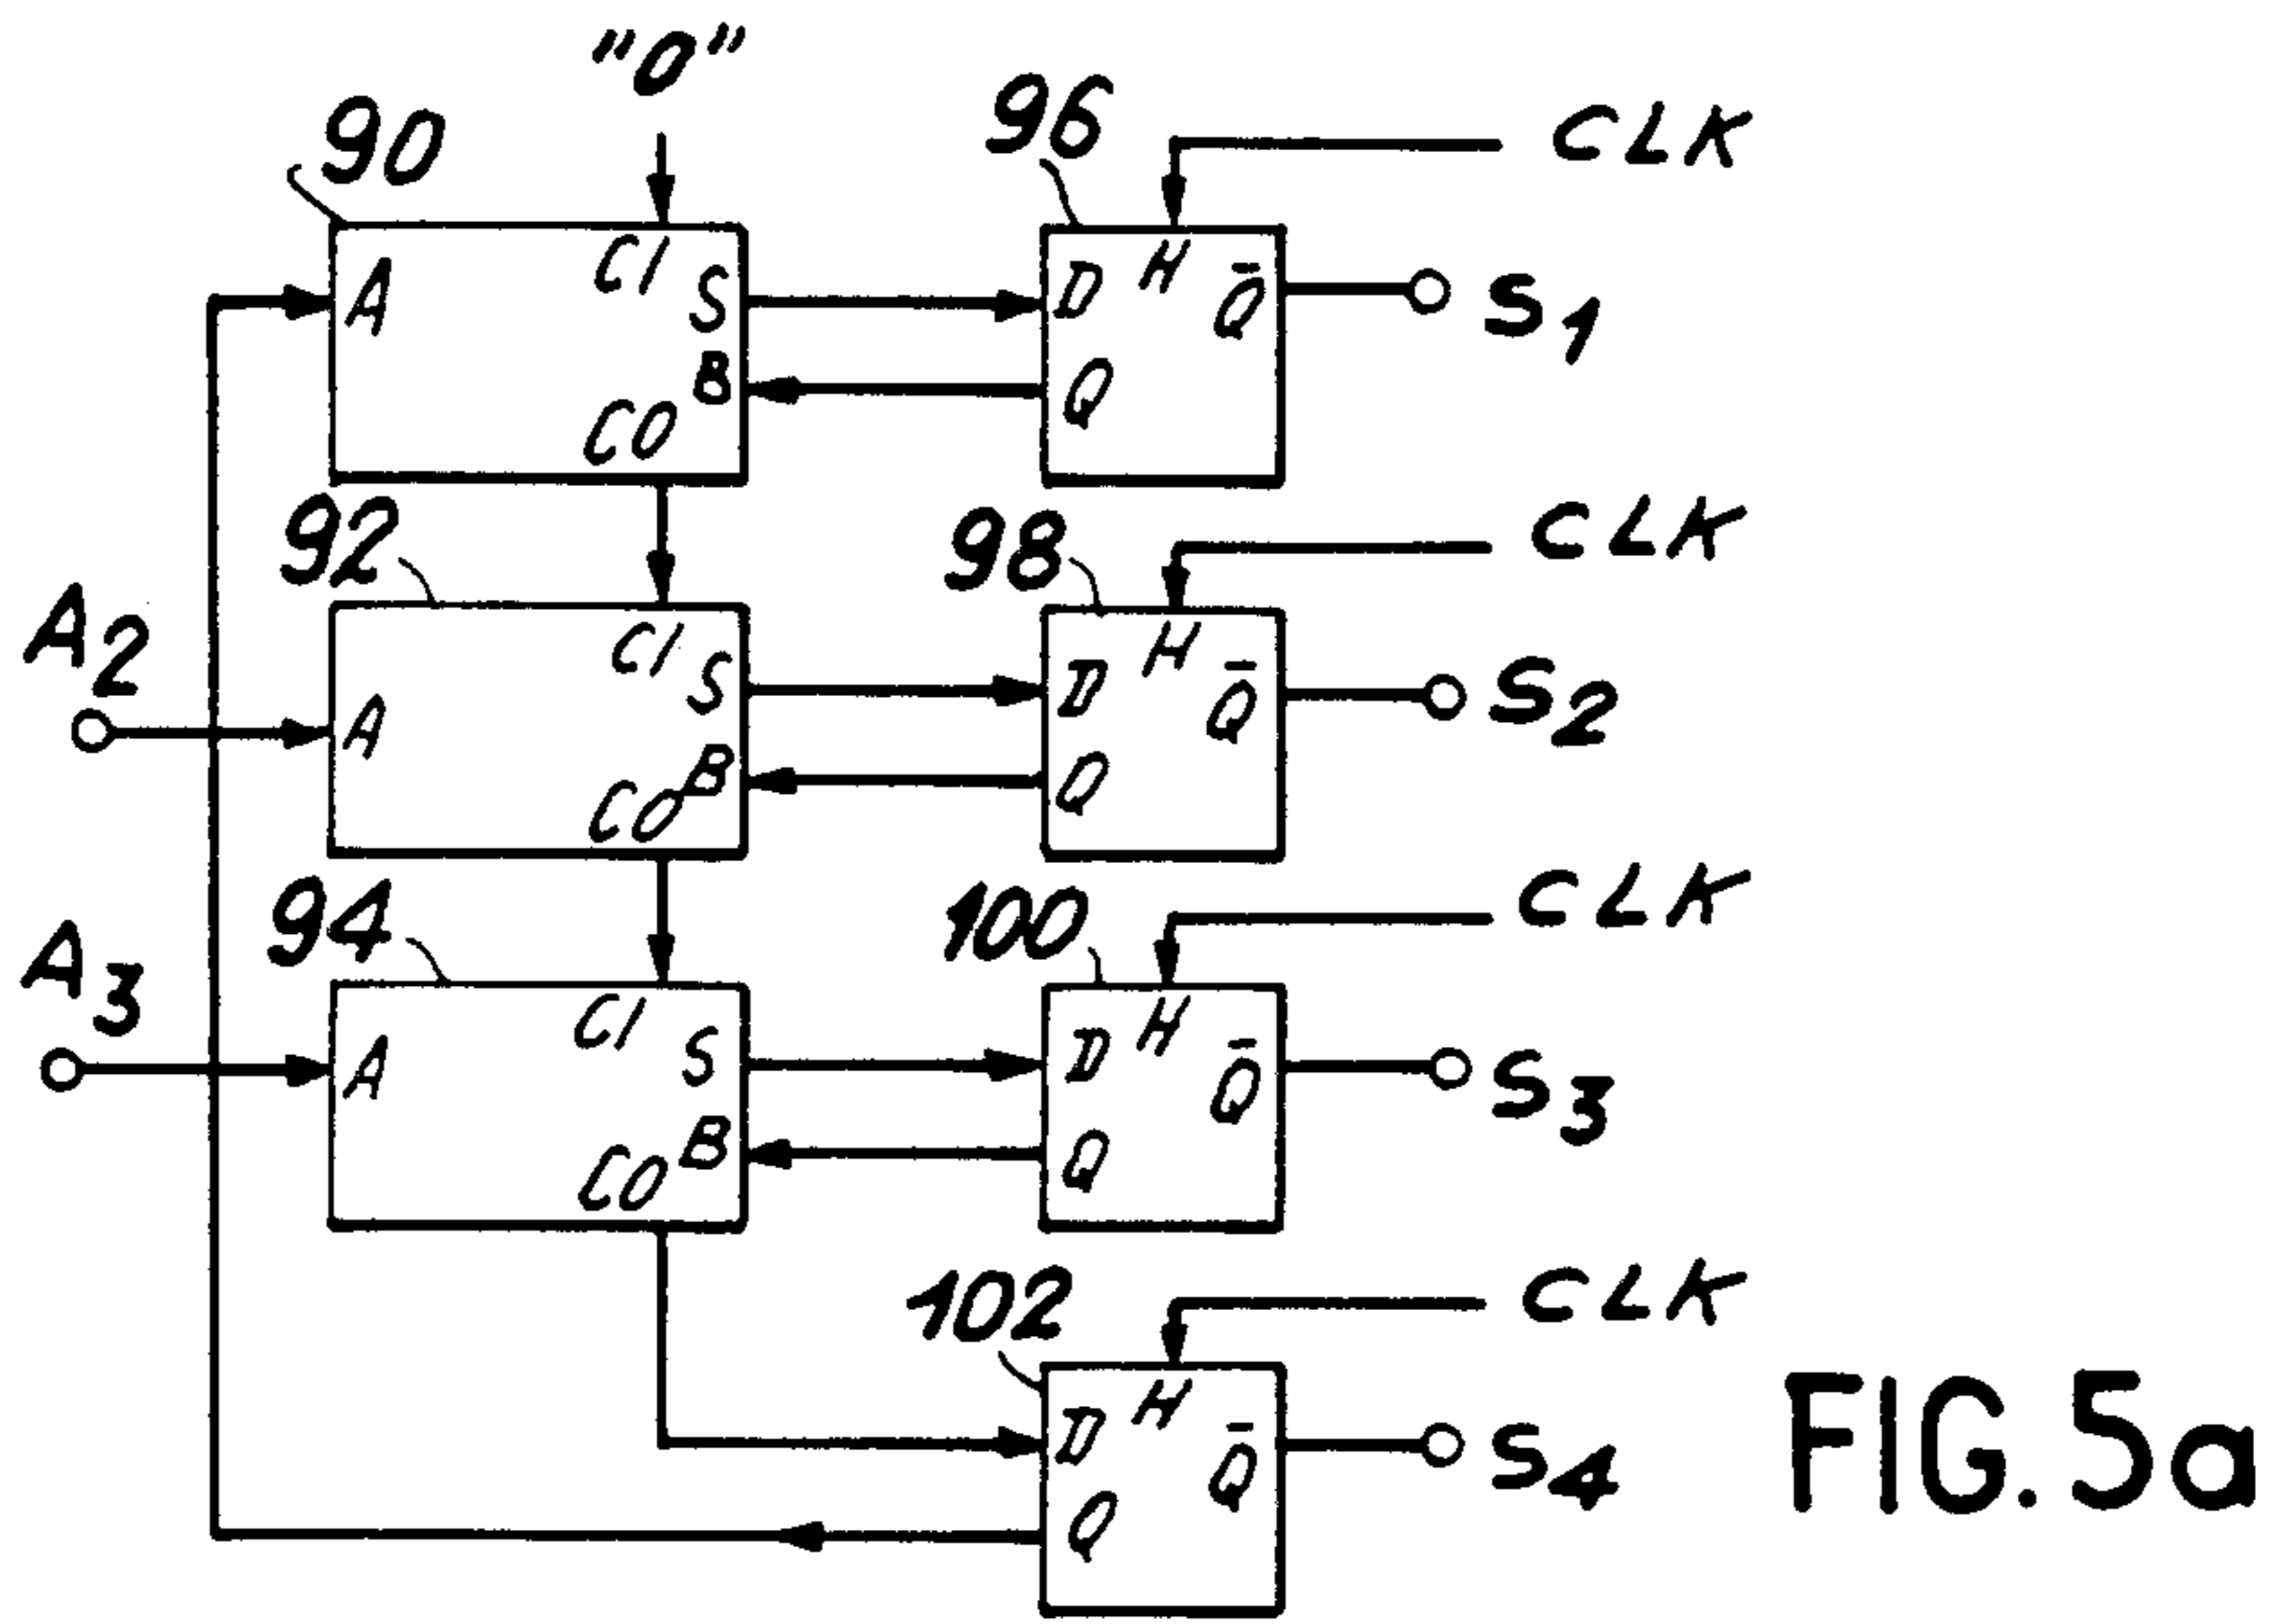 "0"
90
96
CLK
A
CI
S
B
CO
D
H
Q̄
Q
S1
92
98
CLK
A2
A
CI
S
B
CO
D
H
Q̄
Q
S2
94
100
CLK
A3
A
CI
S
B
CO
D
H
Q̄
Q
S3
102
CLK
D
H
Q̄
Q
S4
FIG. 5a